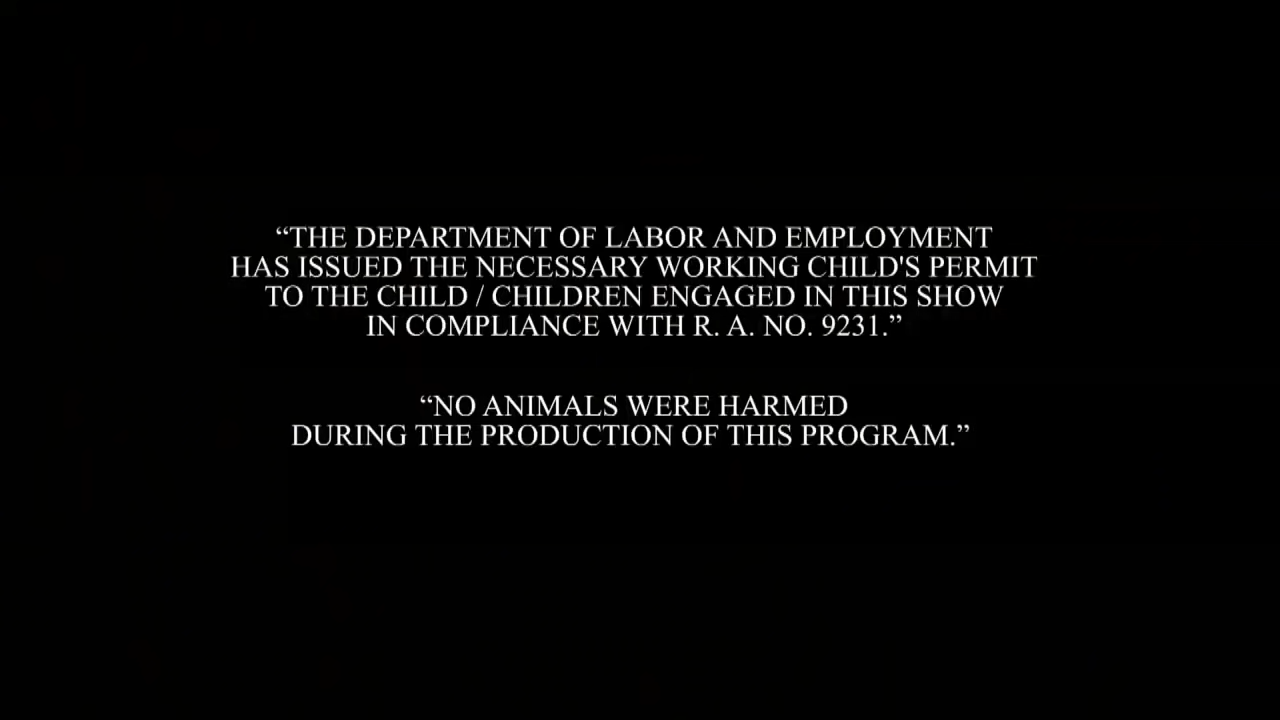 “THE DEPARTMENT OF LABOR AND EMPLOYMENT
HAS ISSUED THE NECESSARY WORKING CHILD'S PERMIT
TO THE CHILD / CHILDREN ENGAGED IN THIS SHOW
IN COMPLIANCE WITH R. A. NO. 9231.”
“NO ANIMALS WERE HARMED
DURING THE PRODUCTION OF THIS PROGRAM.”